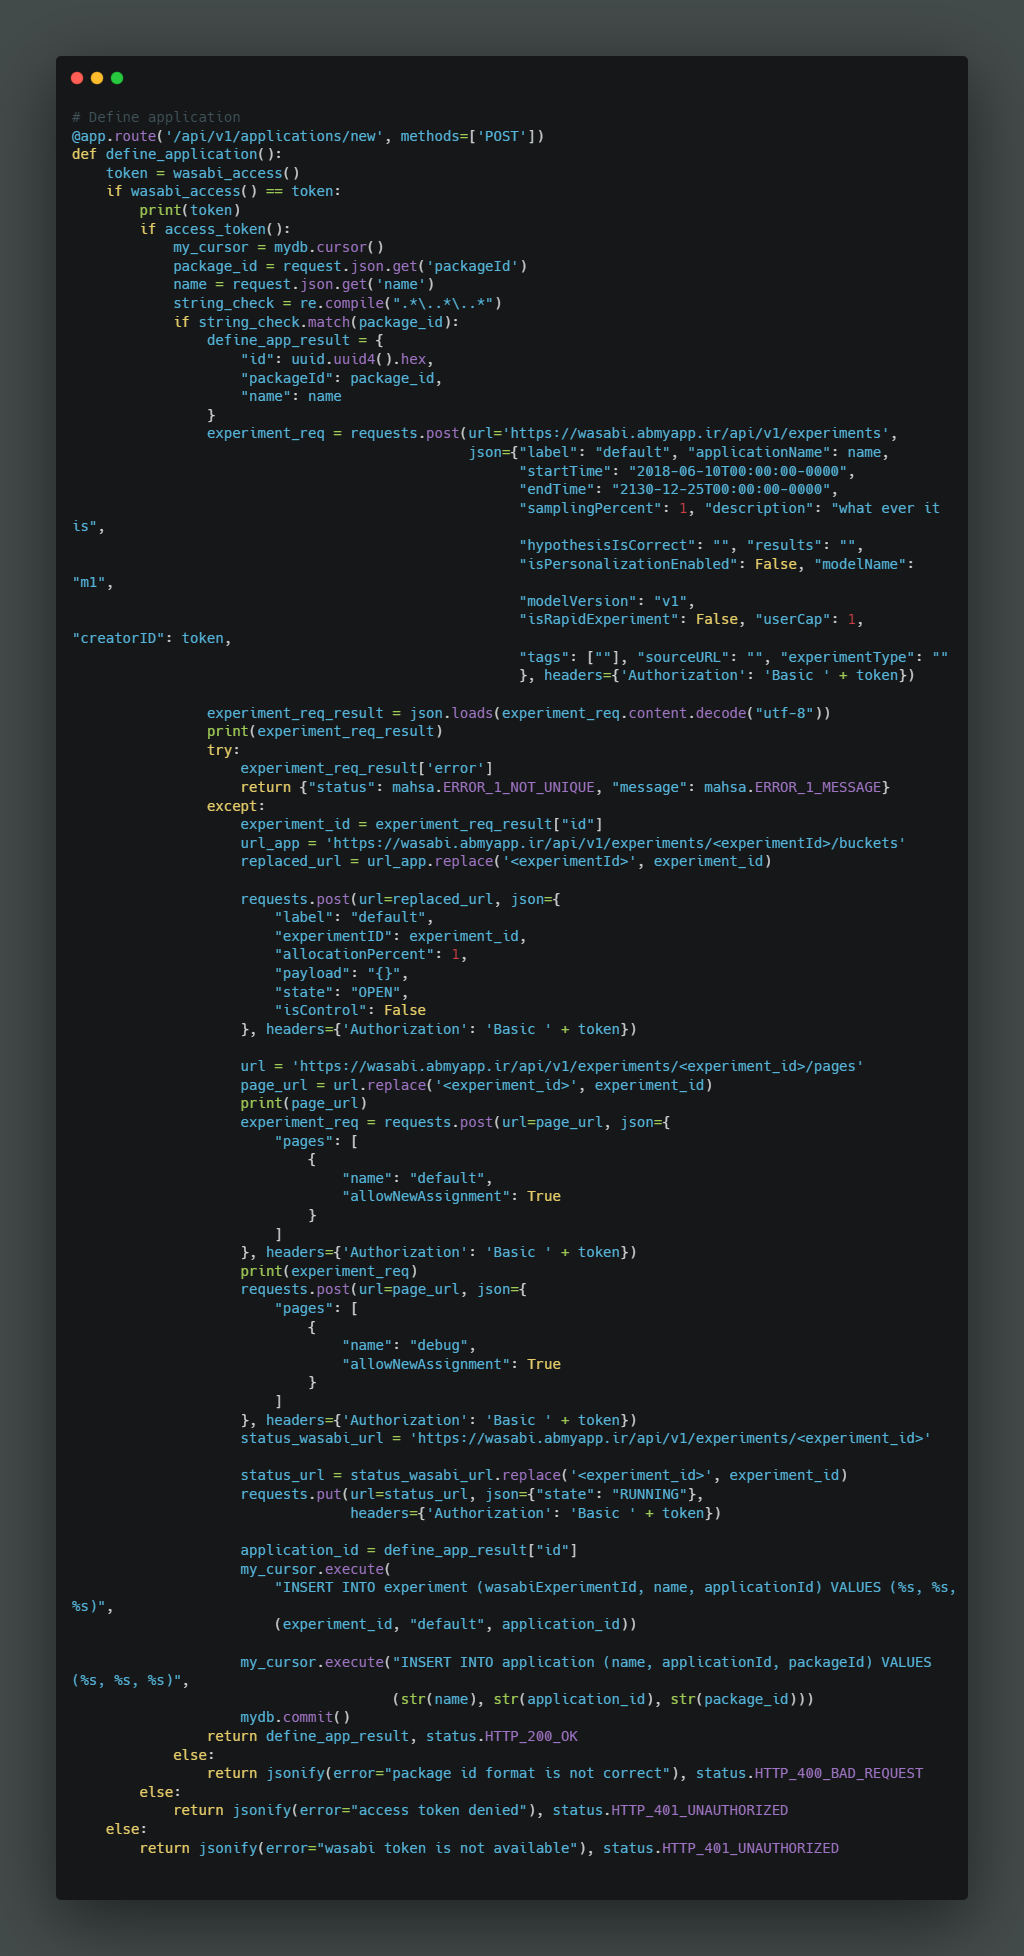 # Define application
@app.route('/api/v1/applications/new', methods=['POST'])
def define_application():
    token = wasabi_access()
    if wasabi_access() == token:
        print(token)
        if access_token():
            my_cursor = mydb.cursor()
            package_id = request.json.get('packageId')
            name = request.json.get('name')
            string_check = re.compile(".*\..*\..*")
            if string_check.match(package_id):
                define_app_result = {
                    "id": uuid.uuid4().hex,
                    "packageId": package_id,
                    "name": name
                }
                experiment_req = requests.post(url='https://wasabi.abmyapp.ir/api/v1/experiments',
                                               json={"label": "default", "applicationName": name,
                                                     "startTime": "2018-06-10T00:00:00-0000",
                                                     "endTime": "2130-12-25T00:00:00-0000",
                                                     "samplingPercent": 1, "description": "what ever it
is",
                                                     "hypothesisIsCorrect": "", "results": "",
                                                     "isPersonalizationEnabled": False, "modelName":
"m1",
                                                     "modelVersion": "v1",
                                                     "isRapidExperiment": False, "userCap": 1,
"creatorID": token,
                                                     "tags": [""], "sourceURL": "", "experimentType": ""
                                                     }, headers={'Authorization': 'Basic ' + token})

                experiment_req_result = json.loads(experiment_req.content.decode("utf-8"))
                print(experiment_req_result)
                try:
                    experiment_req_result['error']
                    return {"status": mahsa.ERROR_1_NOT_UNIQUE, "message": mahsa.ERROR_1_MESSAGE}
                except:
                    experiment_id = experiment_req_result["id"]
                    url_app = 'https://wasabi.abmyapp.ir/api/v1/experiments/<experimentId>/buckets'
                    replaced_url = url_app.replace('<experimentId>', experiment_id)

                    requests.post(url=replaced_url, json={
                        "label": "default",
                        "experimentID": experiment_id,
                        "allocationPercent": 1,
                        "payload": "{}",
                        "state": "OPEN",
                        "isControl": False
                    }, headers={'Authorization': 'Basic ' + token})

                    url = 'https://wasabi.abmyapp.ir/api/v1/experiments/<experiment_id>/pages'
                    page_url = url.replace('<experiment_id>', experiment_id)
                    print(page_url)
                    experiment_req = requests.post(url=page_url, json={
                        "pages": [
                            {
                                "name": "default",
                                "allowNewAssignment": True
                            }
                        ]
                    }, headers={'Authorization': 'Basic ' + token})
                    print(experiment_req)
                    requests.post(url=page_url, json={
                        "pages": [
                            {
                                "name": "debug",
                                "allowNewAssignment": True
                            }
                        ]
                    }, headers={'Authorization': 'Basic ' + token})
                    status_wasabi_url = 'https://wasabi.abmyapp.ir/api/v1/experiments/<experiment_id>'

                    status_url = status_wasabi_url.replace('<experiment_id>', experiment_id)
                    requests.put(url=status_url, json={"state": "RUNNING"},
                                 headers={'Authorization': 'Basic ' + token})

                    application_id = define_app_result["id"]
                    my_cursor.execute(
                        "INSERT INTO experiment (wasabiExperimentId, name, applicationId) VALUES (%s, %s,
%s)",
                        (experiment_id, "default", application_id))

                    my_cursor.execute("INSERT INTO application (name, applicationId, packageId) VALUES
(%s, %s, %s)",
                                      (str(name), str(application_id), str(package_id)))
                    mydb.commit()
                return define_app_result, status.HTTP_200_OK
            else:
                return jsonify(error="package id format is not correct"), status.HTTP_400_BAD_REQUEST
        else:
            return jsonify(error="access token denied"), status.HTTP_401_UNAUTHORIZED
    else:
        return jsonify(error="wasabi token is not available"), status.HTTP_401_UNAUTHORIZED